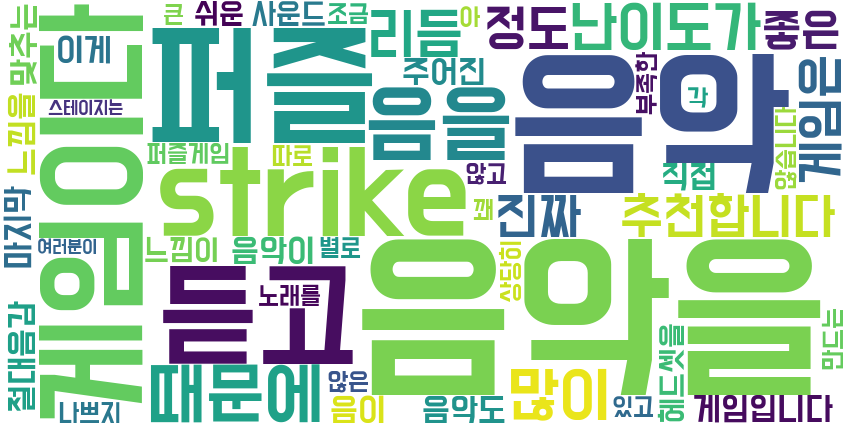 큰 쉬운 사운드 조금 아
이게 맞추는 리듬 정도 난이도가 좋은
주어진 부족한
퍼즐 음을 음악 각 게임은
스테이지는 느낌을
퍼즐게임 따로 않고 직접 않습니다
게임이다 strike 꽤 진짜 추천합니다
마지막 여러분이 느낌이 음악이 별로 상당히
듣고 노래를 음악을
절대음감 만드는
때문에 않은 많이 헤드셋을
나쁘지 음이 음악도 있고 게임입니다